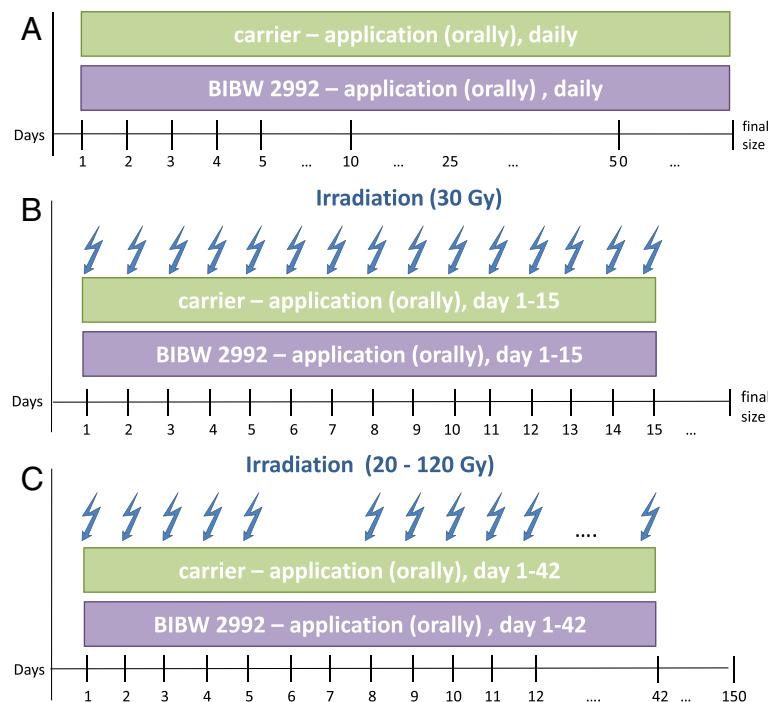 A
carrier – application (orally), daily
BIBW 2992 – application (orally) , daily
Days
final
size
1 2 3 4 5 ... 10 ... 25 ... 50 ...
B
Irradiation (30 Gy)
carrier – application (orally), day 1-15
BIBW 2992 – application (orally), day 1-15
Days
final
size
1 2 3 4 5 6 7 8 9 10 11 12 13 14 15 ...
C
Irradiation (20 - 120 Gy)
....
carrier – application (orally), day 1-42
BIBW 2992 – application (orally) , day 1-42
Days
1 2 3 4 5 6 7 8 9 10 11 12 .... 42 ... 150